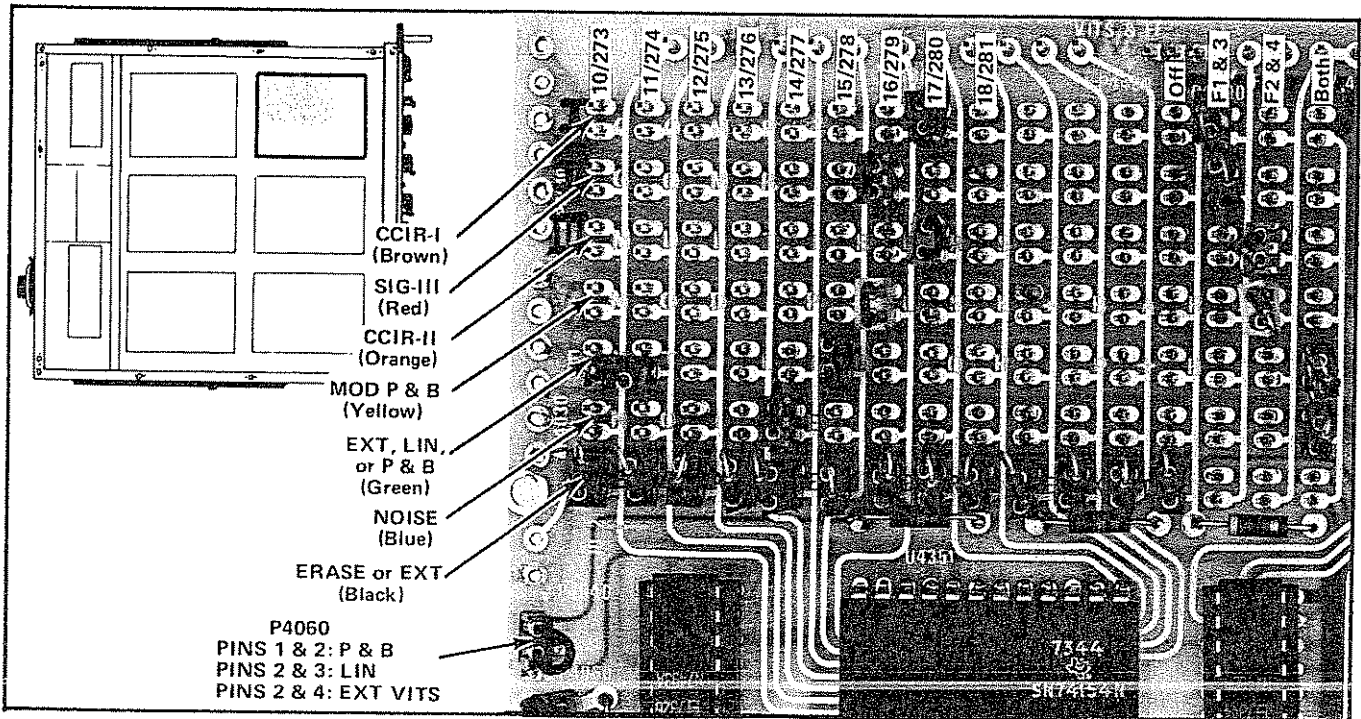 10/273
11/274
12/275
13/276
14/277
15/278
16/279
17/280
18/281
Off
F1 & 3
F2 & 4
Both
CCIR-I
(Brown)
SIG-III
(Red)
CCIR-II
(Orange)
MOD P & B
(Yellow)
EXT, LIN,
or P & B
(Green)
NOISE
(Blue)
ERASE or EXT
(Black)
P4060
PINS 1 & 2: P & B
PINS 2 & 3: LIN
PINS 2 & 4: EXT VITS
U4351
7344
SN74154N